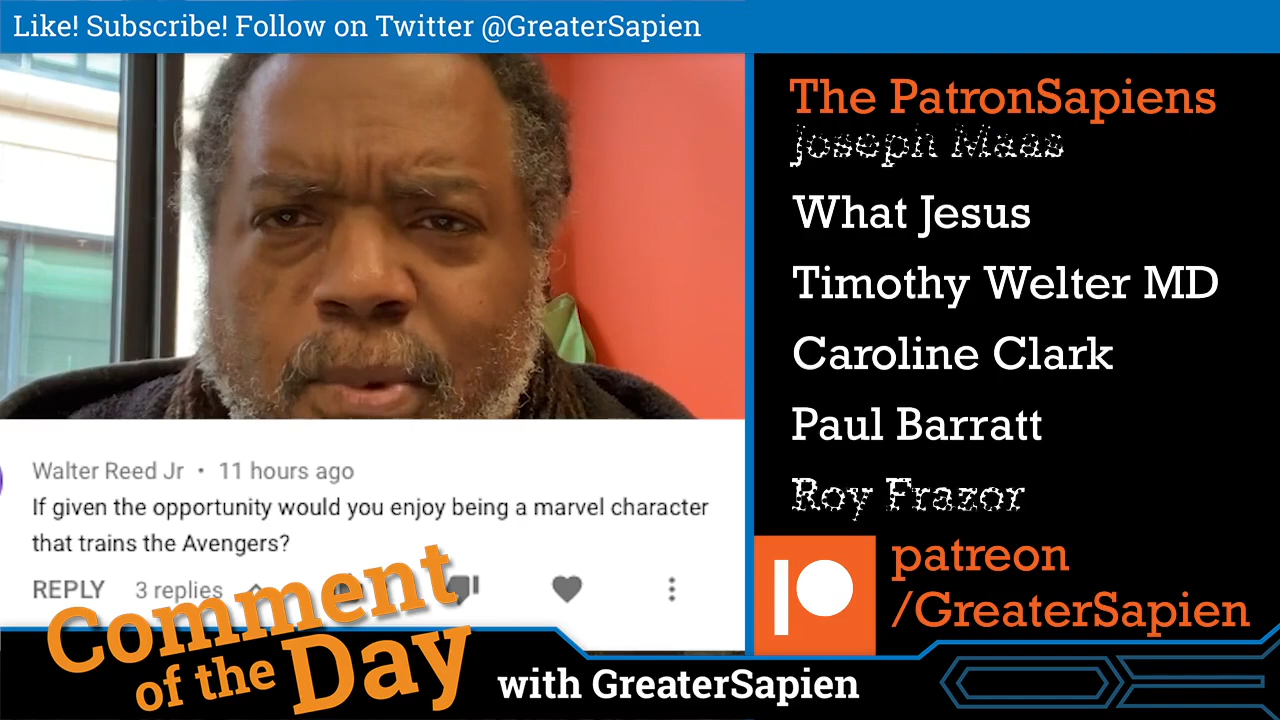 Like! Subscribe! Follow on Twitter @GreaterSapien
The PatronSapiens
Joseph Maas
What Jesus
Timothy Welter MD
Caroline Clark
Paul Barratt
Roy Frazor
patreon
/GreaterSapien
Walter Reed Jr • 11 hours ago
If given the opportunity would you enjoy being a marvel character
that trains the Avengers?
REPLY 3 replies
Comment
of the Day
with GreaterSapien